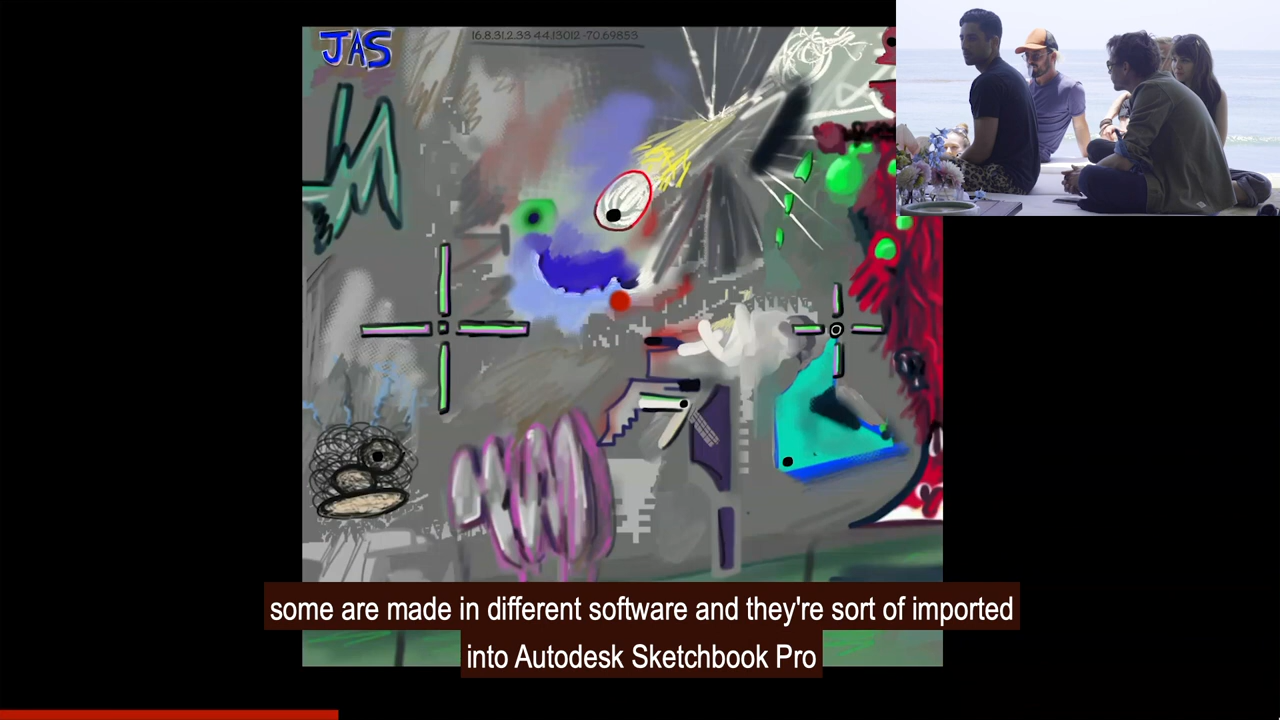 JAS
16.8.31.2.33 44.13012 -70.69853
some are made in different software and they're sort of imported
into Autodesk Sketchbook Pro